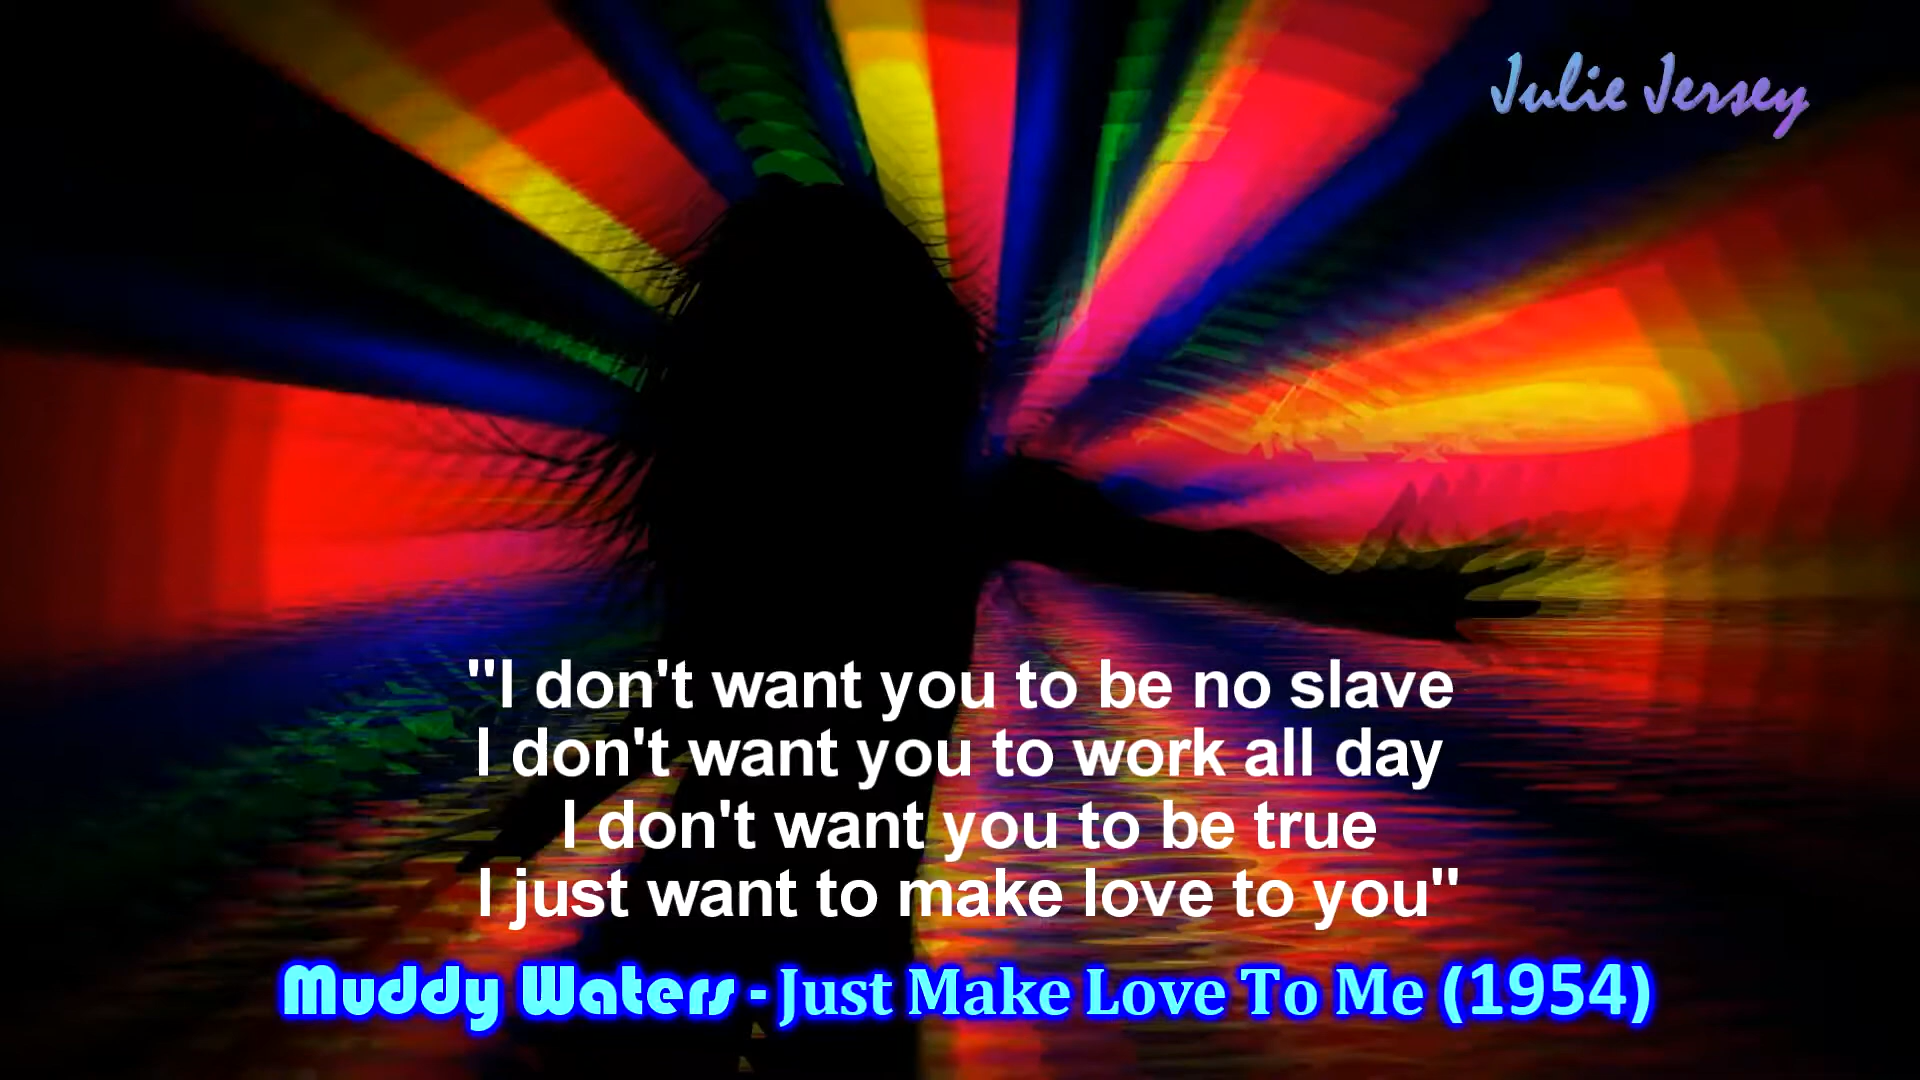 Julie Jersey
"I don't want you to be no slave
I don't want you to work all day
I don't want you to be true
I just want to make love to you"
Muddy Waters - Just Make Love To Me (1954)